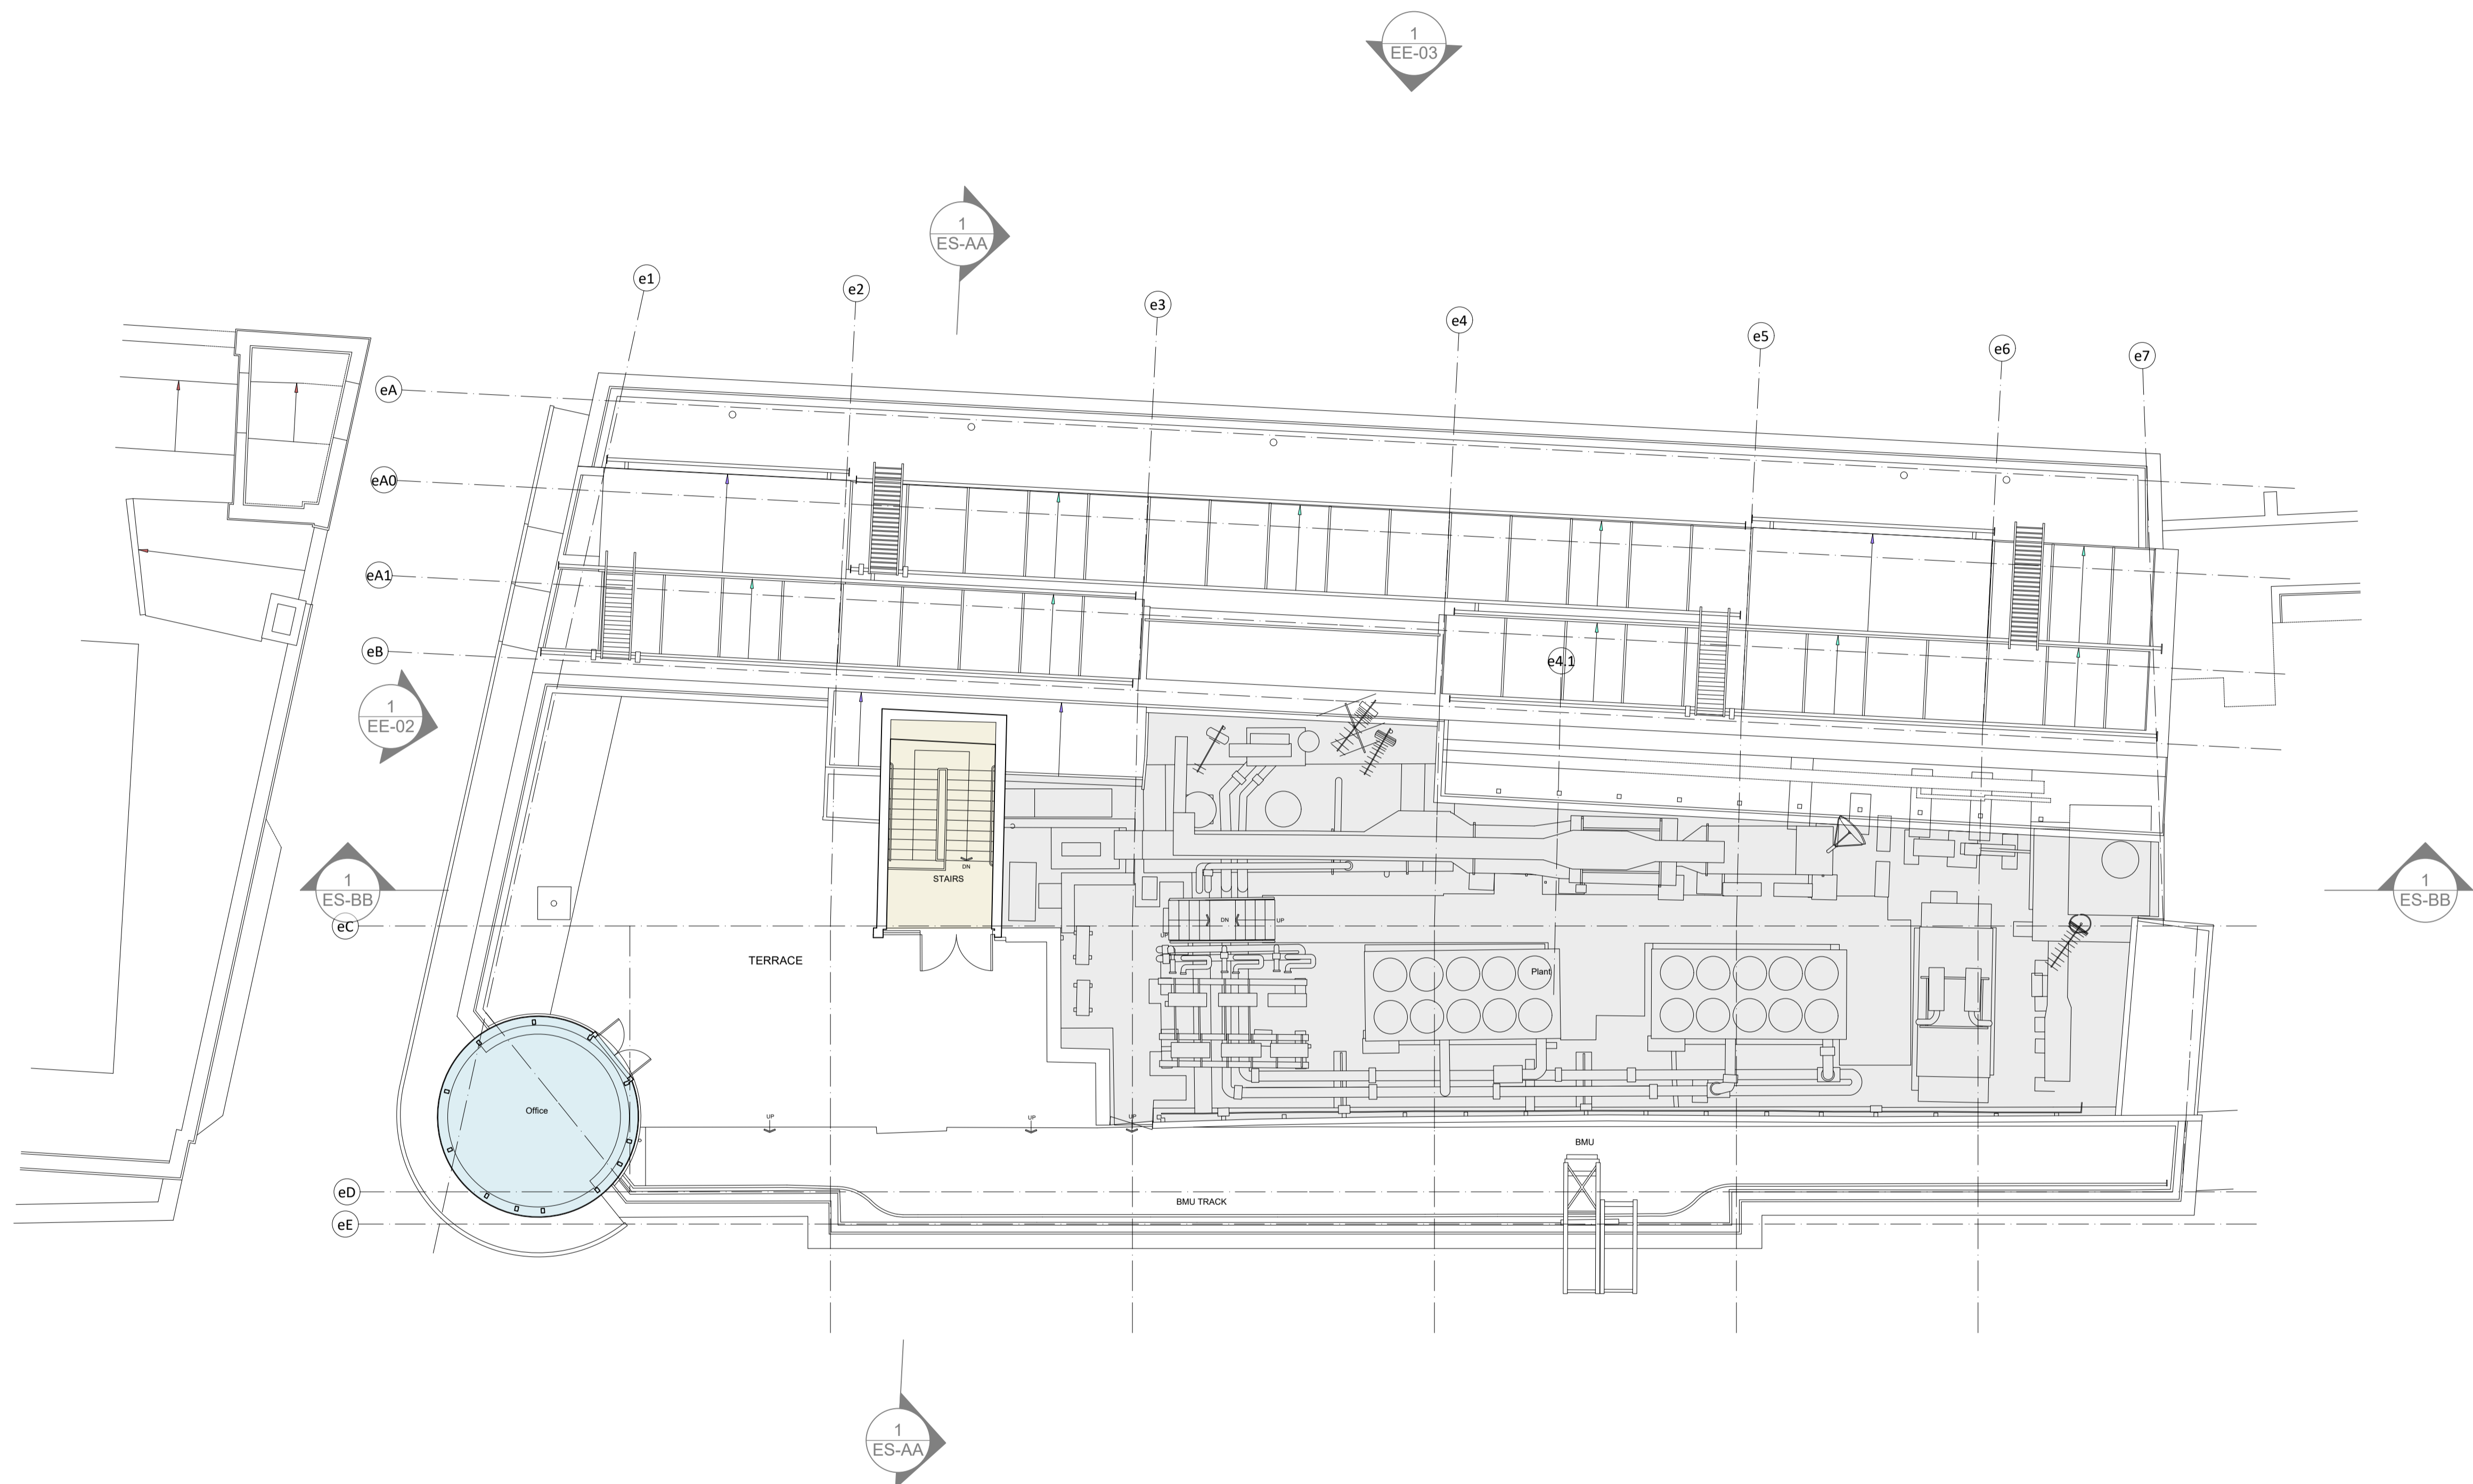 1
EE-03
1
ES-AA
e1
e2
e3
e4
e5
e6
e7
eA
eA0
eA1
eB
e4.1
1
EE-02
DN
STAIRS
1
ES-BB
1
ES-BB
DN
UP
UP
eC
TERRACE
Plant
Office
UP
UP
UP
BMU
eD
BMU TRACK
eE
1
ES-AA